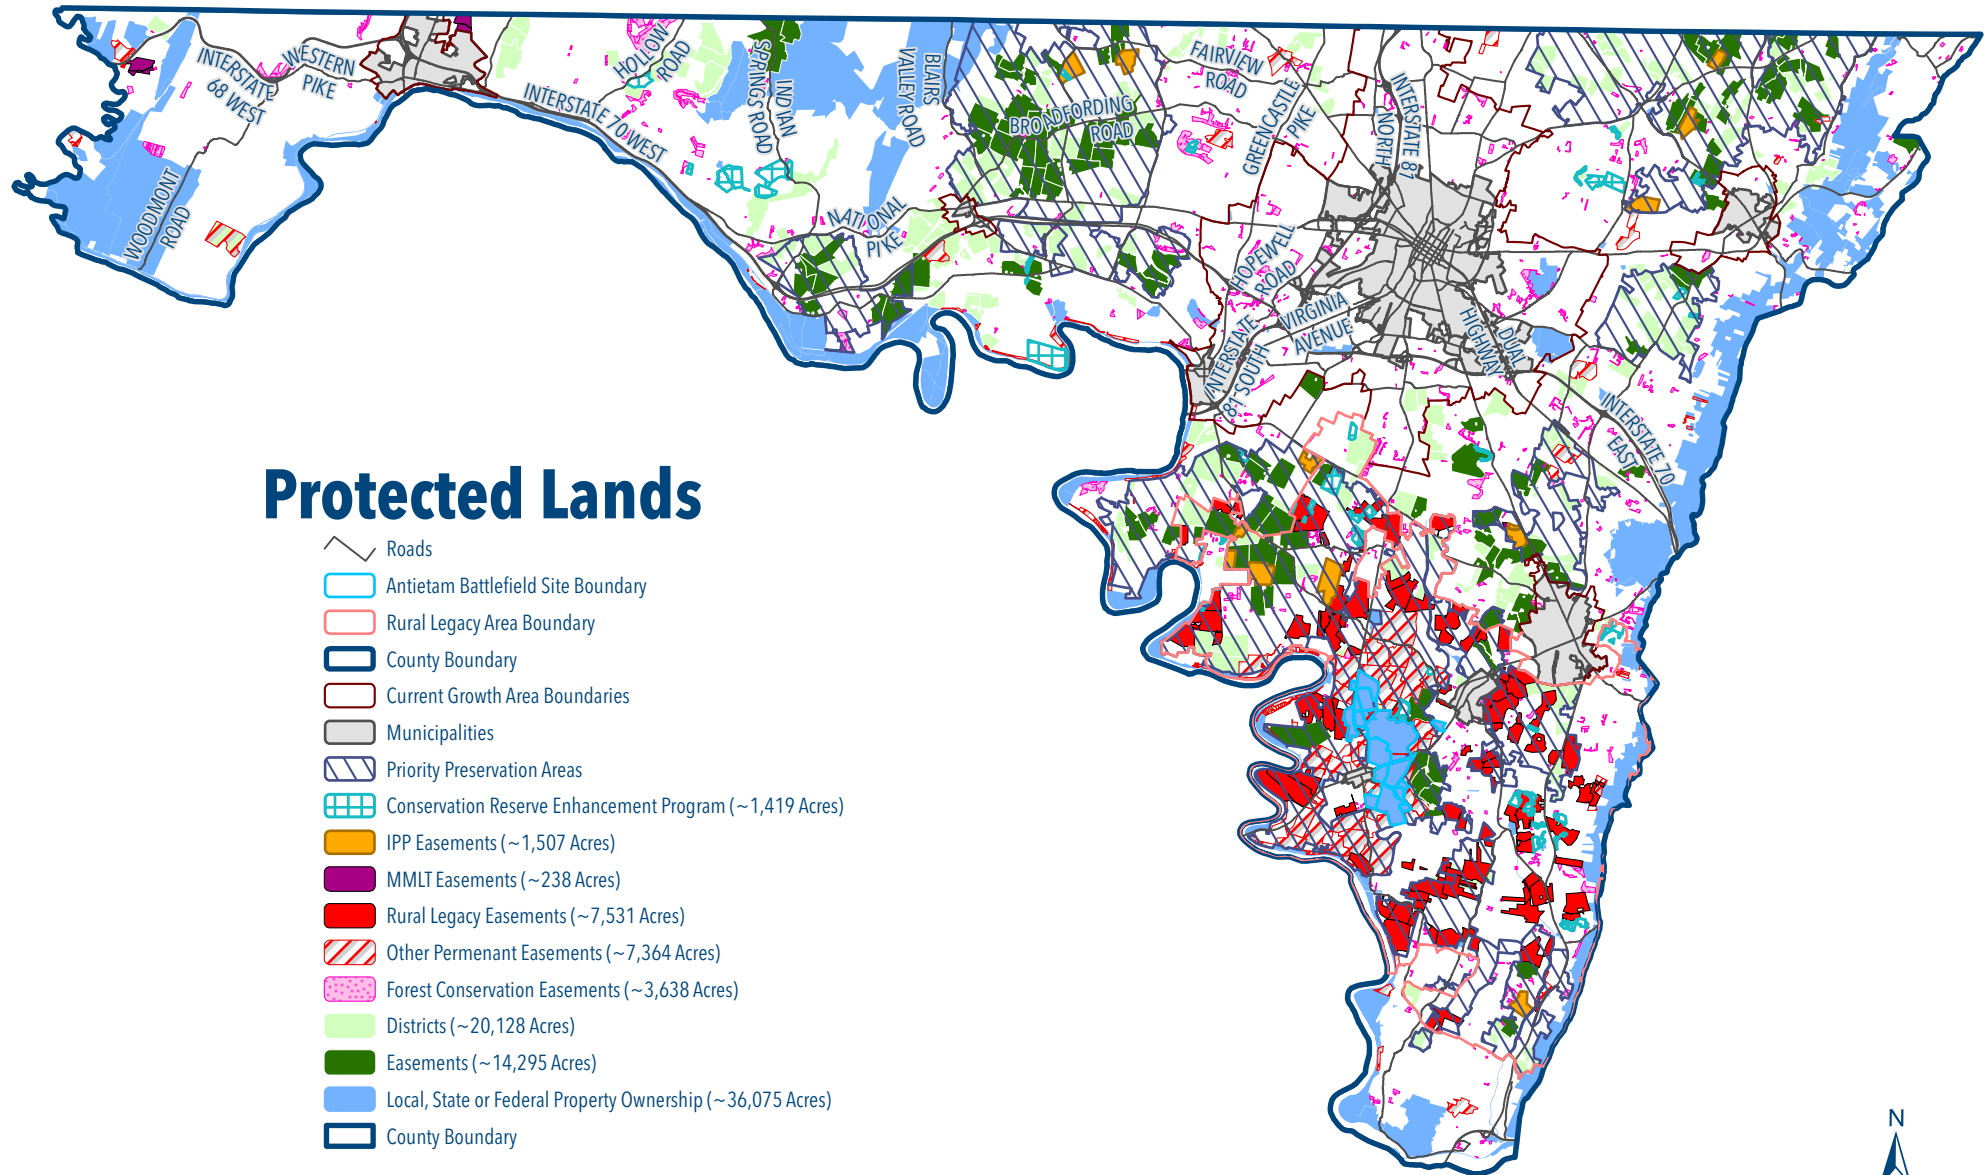 INTERSTATE
68 WEST
WESTERN
PIKE
HOLLOW
ROAD
INTERSTATE 70 WEST
SPRINGS ROAD
INDIAN
BLAIRS
VALLEY ROAD
BROADFORDING
ROAD
FAIRVIEW
ROAD
GREENCASTLE
PIKE
INTERSTATE 81
NORTH
WOODMONT
ROAD
NATIONAL
PIKE
HOPEWELL
ROAD
VIRGINIA
AVENUE
INTERSTATE
81 SOUTH
DUAL
HIGHWAY
INTERSTATE 70
EAST
Protected Lands
Roads
Antietam Battlefield Site Boundary
Rural Legacy Area Boundary
County Boundary
Current Growth Area Boundaries
Municipalities
Priority Preservation Areas
Conservation Reserve Enhancement Program (~1,419 Acres)
IPP Easements (~1,507 Acres)
MMLT Easements (~238 Acres)
Rural Legacy Easements (~7,531 Acres)
Other Permenant Easements (~7,364 Acres)
Forest Conservation Easements (~3,638 Acres)
Districts (~20,128 Acres)
Easements (~14,295 Acres)
Local, State or Federal Property Ownership (~36,075 Acres)
County Boundary
N